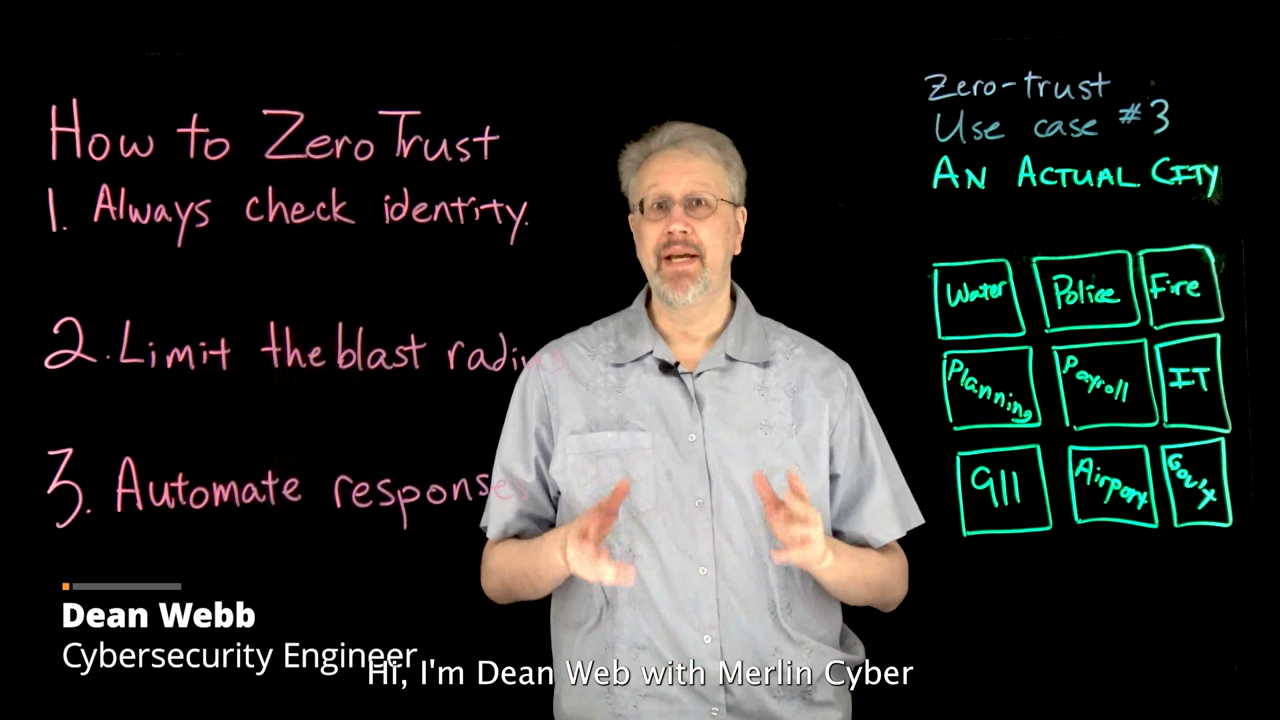 How to Zero Trust
1. Always check identity.
2. Limit the blast radius
3. Automate responses.
Zero-trust
Use case #3
AN ACTUAL CITY
Water
Police
Fire
Planning
Payroll
IT
911
Airport
Gov't
Dean Webb
Cybersecurity Engineer
Hi, I'm Dean Web with Merlin Cyber